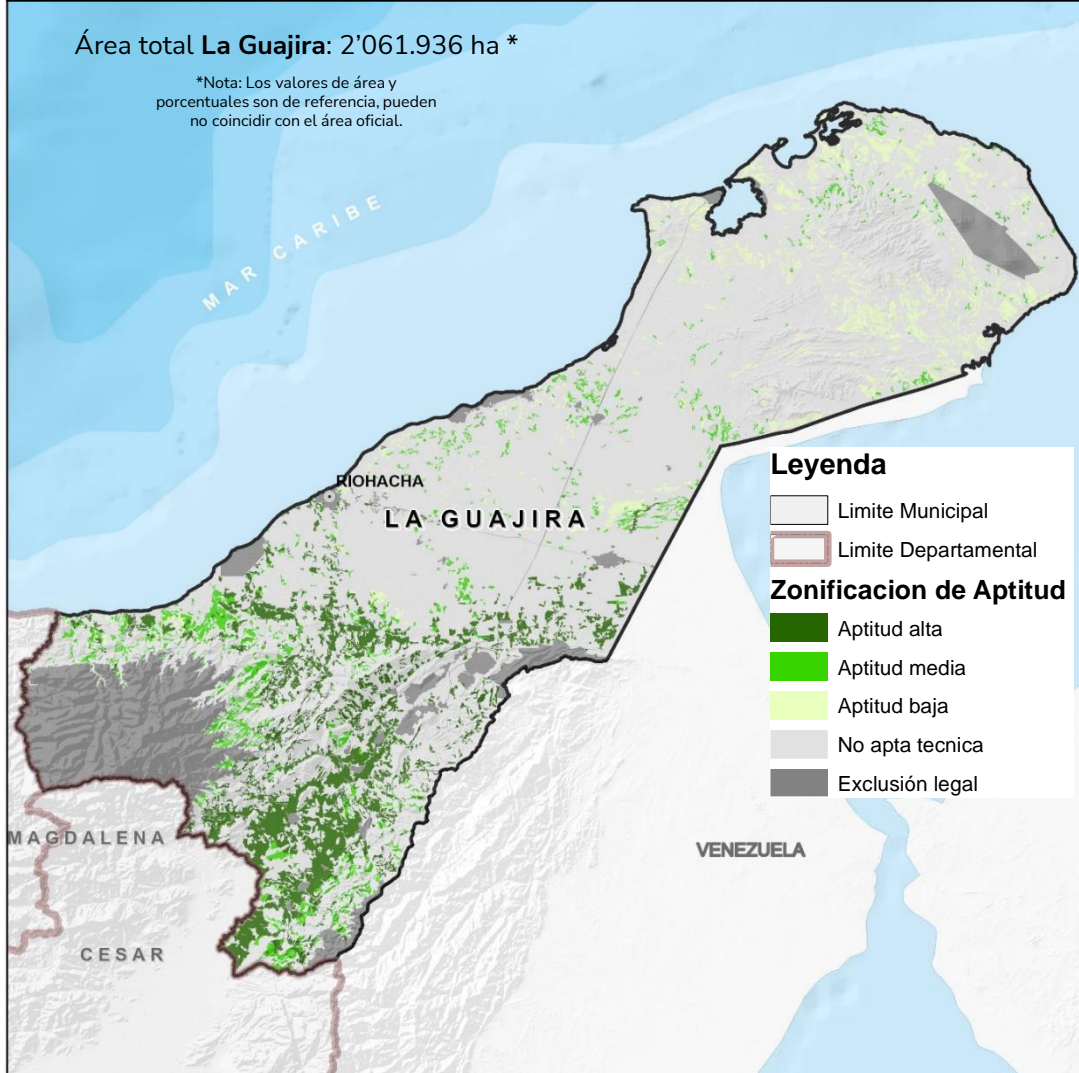 Área total La Guajira: 2’061.936 ha *
*Nota: Los valores de área y
porcentuales son de referencia, pueden
no coincidir con el área oficial.
MAR CARIBE
RIOHACHA
LA GUAJIRA
Leyenda
Limite Municipal
Limite Departamental
Zonificacion de Aptitud
Aptitud alta
Aptitud media
Aptitud baja
No apta tecnica
Exclusión legal
MAGDALENA
VENEZUELA
CESAR